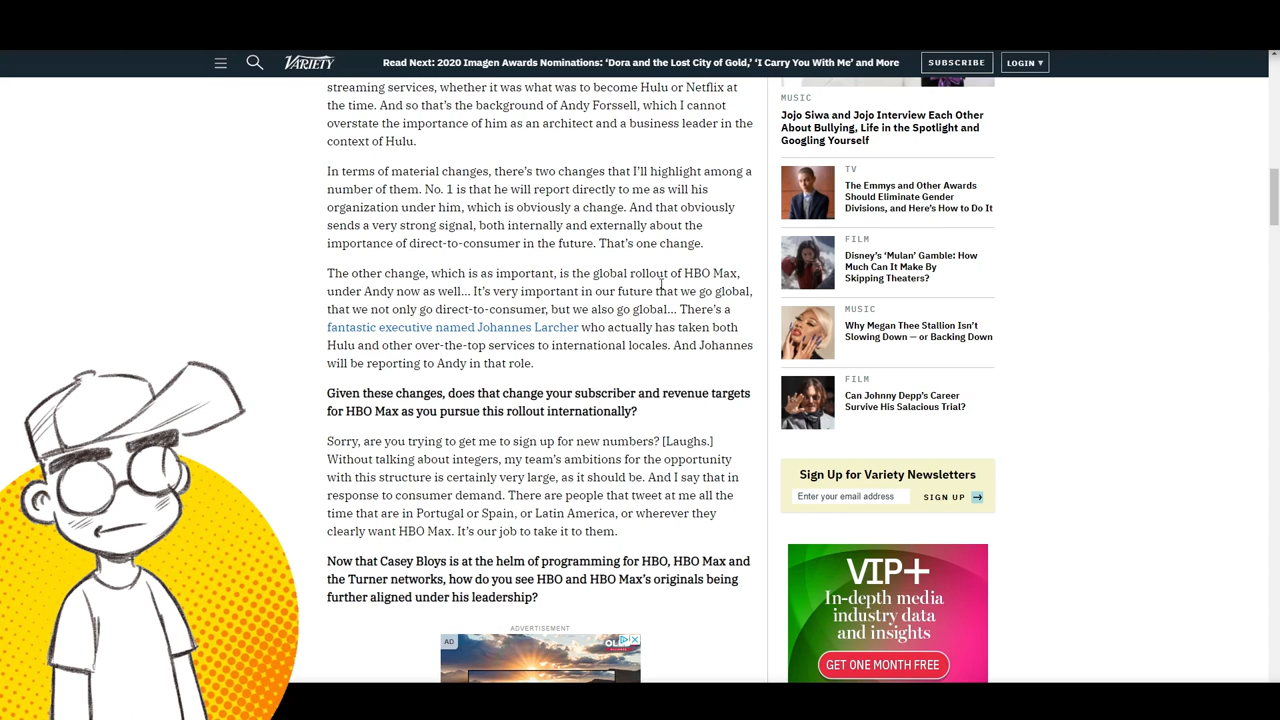 VARIETY
Read Next: 2020 Imagen Awards Nominations: ‘Dora and the Lost City of Gold,’ ‘I Carry You With Me’ and More
SUBSCRIBE
LOGIN ▾
streaming services, whether it was what was to become Hulu or Netflix at
the time. And so that’s the background of Andy Forssell, which I cannot
overstate the importance of him as an architect and a business leader in the
context of Hulu.
In terms of material changes, there’s two changes that I’ll highlight among a
number of them. No. 1 is that he will report directly to me as will his
organization under him, which is obviously a change. And that obviously
sends a very strong signal, both internally and externally about the
importance of direct-to-consumer in the future. That’s one change.
The other change, which is as important, is the global rollout of HBO Max,
under Andy now as well… It’s very important in our future that we go global,
that we not only go direct-to-consumer, but we also go global… There’s a
fantastic executive named Johannes Larcher who actually has taken both
Hulu and other over-the-top services to international locales. And Johannes
will be reporting to Andy in that role.
Given these changes, does that change your subscriber and revenue targets
for HBO Max as you pursue this rollout internationally?
Sorry, are you trying to get me to sign up for new numbers? [Laughs.]
Without talking about integers, my team’s ambitions for the opportunity
with this structure is certainly very large, as it should be. And I say that in
response to consumer demand. There are people that tweet at me all the
time that are in Portugal or Spain, or Latin America, or wherever they
clearly want HBO Max. It’s our job to take it to them.
Now that Casey Bloys is at the helm of programming for HBO, HBO Max and
the Turner networks, how do you see HBO and HBO Max’s originals being
further aligned under his leadership?
ADVERTISEMENT
AD
MUSIC
Jojo Siwa and Jojo Interview Each Other
About Bullying, Life in the Spotlight and
Googling Yourself
TV
The Emmys and Other Awards
Should Eliminate Gender
Divisions, and Here’s How to Do It
FILM
Disney’s ‘Mulan’ Gamble: How
Much Can It Make By
Skipping Theaters?
MUSIC
Why Megan Thee Stallion Isn’t
Slowing Down — or Backing Down
FILM
Can Johnny Depp’s Career
Survive His Salacious Trial?
Sign Up for Variety Newsletters
Enter your email address
SIGN UP
VIP+
In-depth media
industry data
and insights
GET ONE MONTH FREE